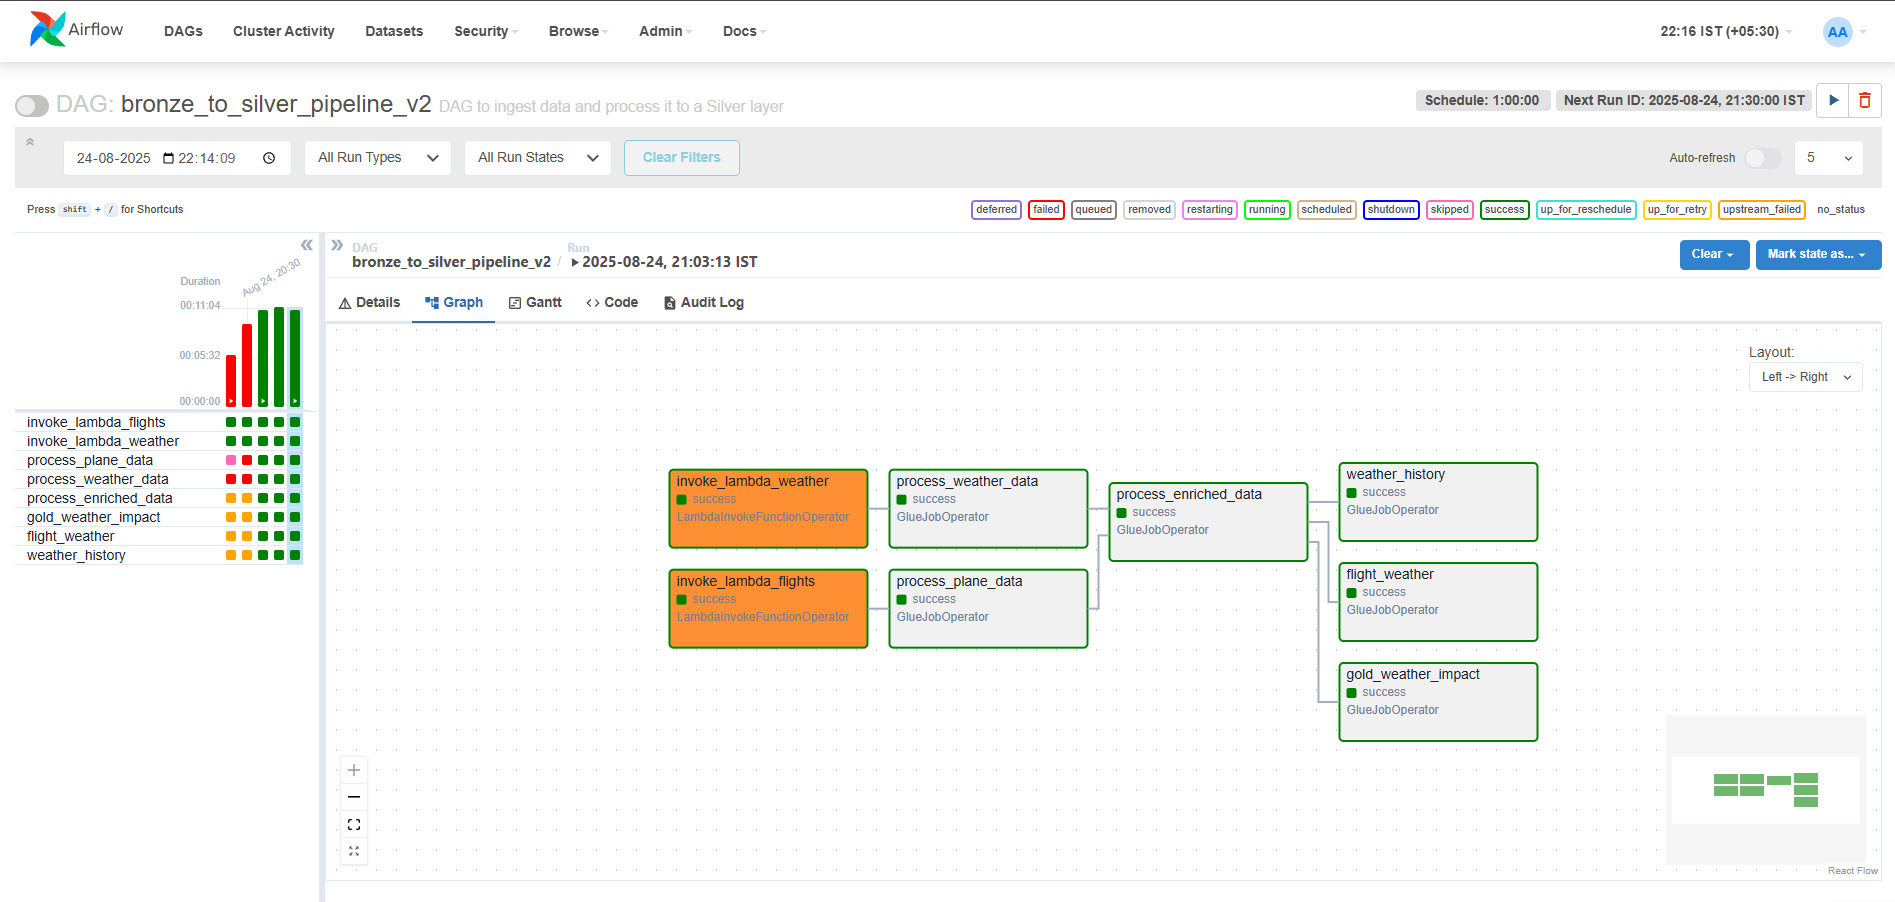 Airflow DAGs Cluster Activity Datasets Security Browse Admin Docs 22:16 IST (+05:30) AA
DAG: bronze_to_silver_pipeline_v2 DAG to ingest data and process it to a Silver layer Schedule: 1:00:00 Next Run ID: 2025-08-24, 21:30:00 IST
24-08-2025 22:14:09 All Run Types All Run States Clear Filters Auto-refresh 5
Press shift + / for Shortcuts deferred failed queued removed restarting running scheduled shutdown skipped success up_for_reschedule up_for_retry upstream_failed no_status
DAG Run
bronze_to_silver_pipeline_v2 / 2025-08-24, 21:03:13 IST
Clear Mark state as...
Details Graph Gantt Code Audit Log
Duration
Aug 24, 20:30
00:11:04
00:05:32
00:00:00
invoke_lambda_flights
invoke_lambda_weather
process_plane_data
process_weather_data
process_enriched_data
gold_weather_impact
flight_weather
weather_history
Layout:
Left -> Right
invoke_lambda_weather
success
LambdaInvokeFunctionOperator
process_weather_data
success
GlueJobOperator
invoke_lambda_flights
success
LambdaInvokeFunctionOperator
process_plane_data
success
GlueJobOperator
process_enriched_data
success
GlueJobOperator
weather_history
success
GlueJobOperator
flight_weather
success
GlueJobOperator
gold_weather_impact
success
GlueJobOperator
React Flow